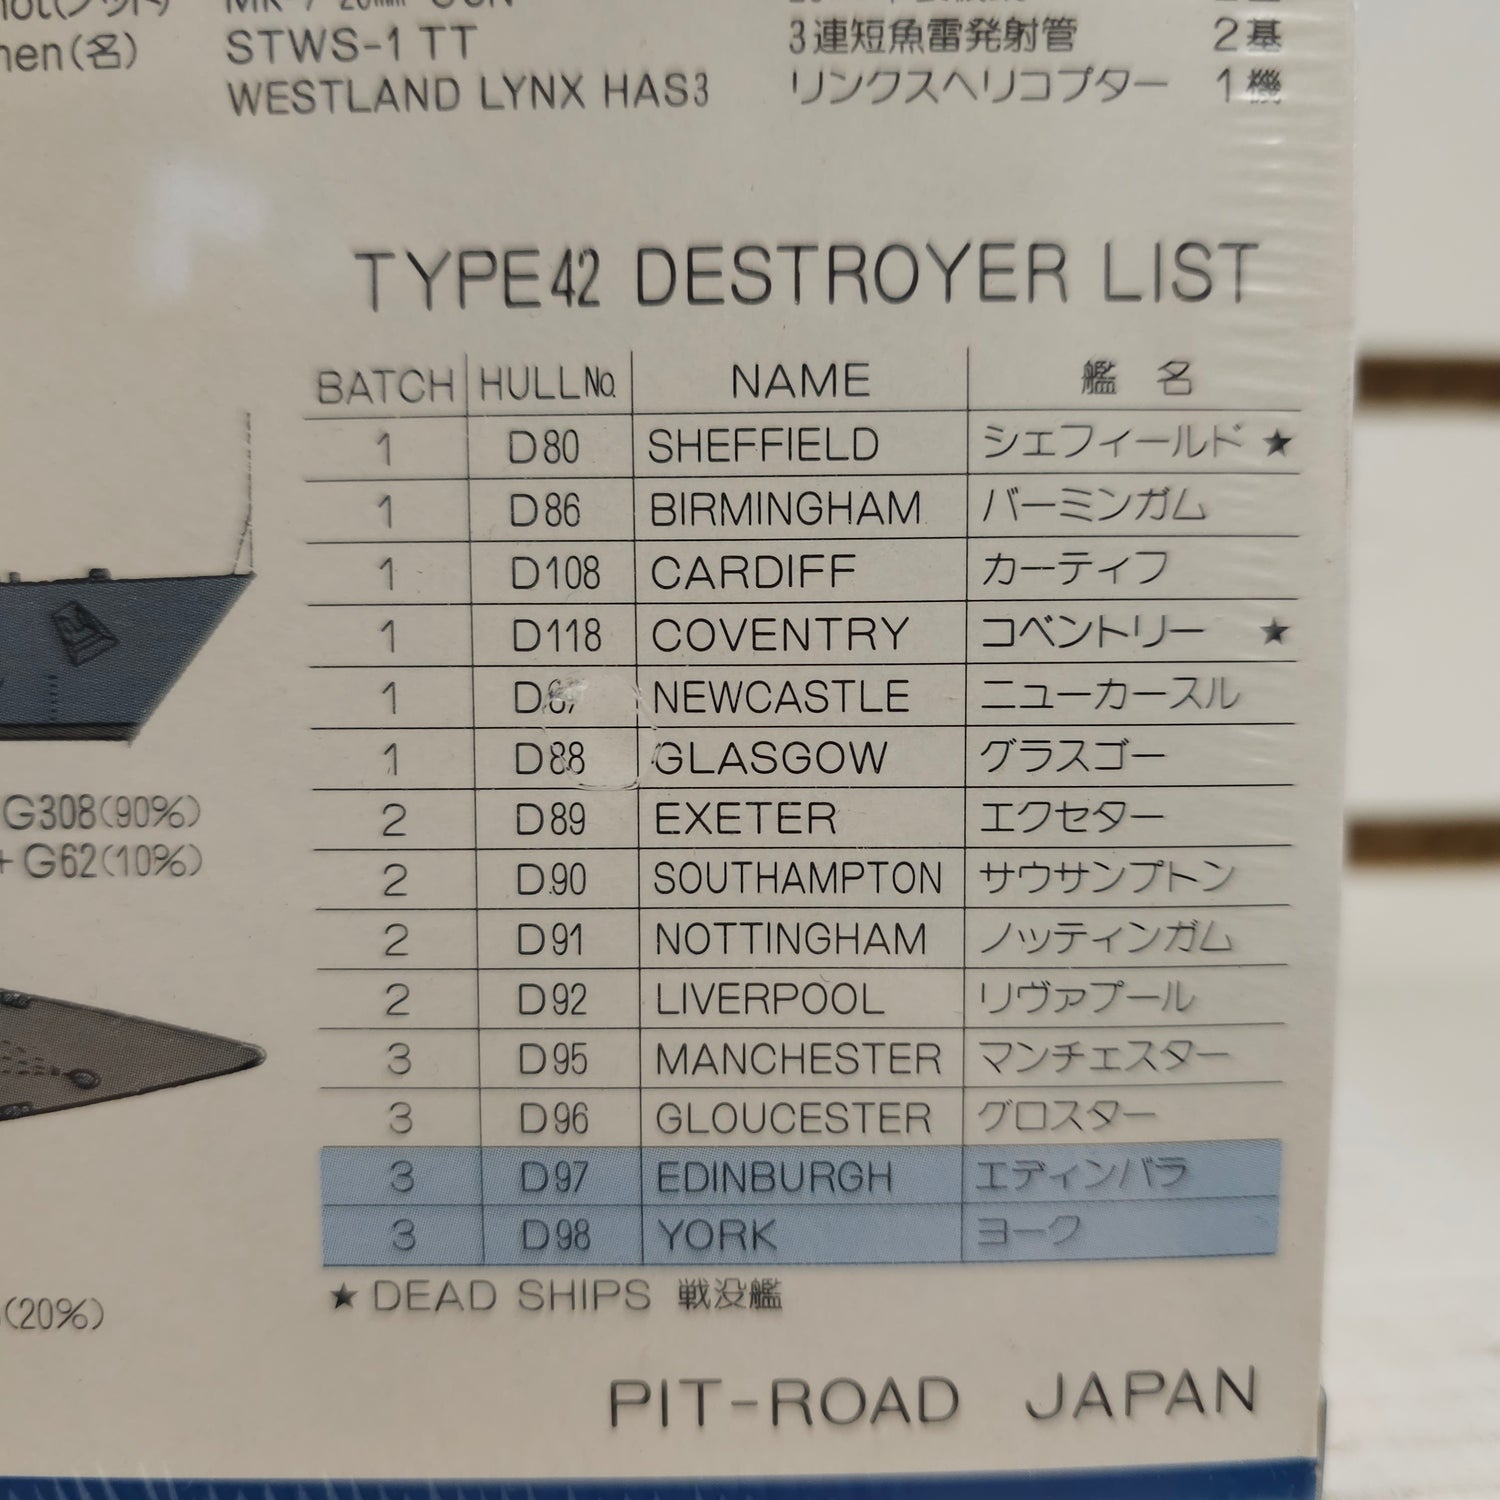 STWS-1 TT 3連短魚雷発射管 2基
(名)
WESTLAND LYNX HAS3 リンクスヘリコプター 1機
TYPE42 DESTROYER LIST
BATCH HULL No. NAME 艦名
1 D80 SHEFFIELD シェフィールド ★
1 D86 BIRMINGHAM バーミンガム
1 D108 CARDIFF カーティフ
1 D118 COVENTRY コベントリー ★
1 NEWCASTLE ニューカースル
1 D88 GLASGOW グラスゴー
2 D89 EXETER エクセター
2 D90 SOUTHAMPTON サウサンプトン
2 D91 NOTTINGHAM ノッティンガム
2 D92 LIVERPOOL リヴァプール
3 D95 MANCHESTER マンチェスター
3 D96 GLOUCESTER グロスター
3 D97 EDINBURGH エディンバラ
3 D98 YORK ヨーク
★ DEAD SHIPS 戦没艦
G308(90%)
+ G62(10%)
(20%)
PIT-ROAD JAPAN